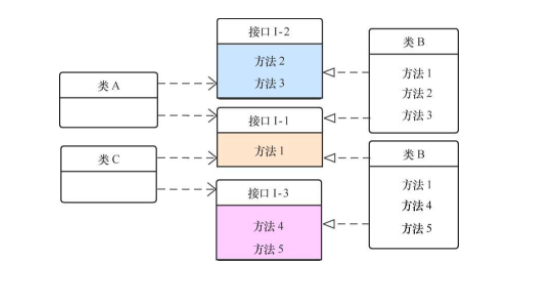 接口 I-2
方法 2
方法 3
类 A
接口 I-1
方法 1
类 C
接口 I-3
方法 4
方法 5
类 B
方法 1
方法 2
方法 3
类 B
方法 1
方法 4
方法 5